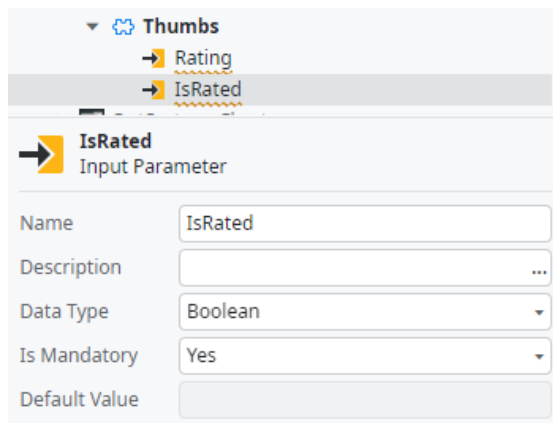 Thumbs
Rating
IsRated
IsRated
Input Parameter
Name IsRated
Description ...
Data Type Boolean
Is Mandatory Yes
Default Value